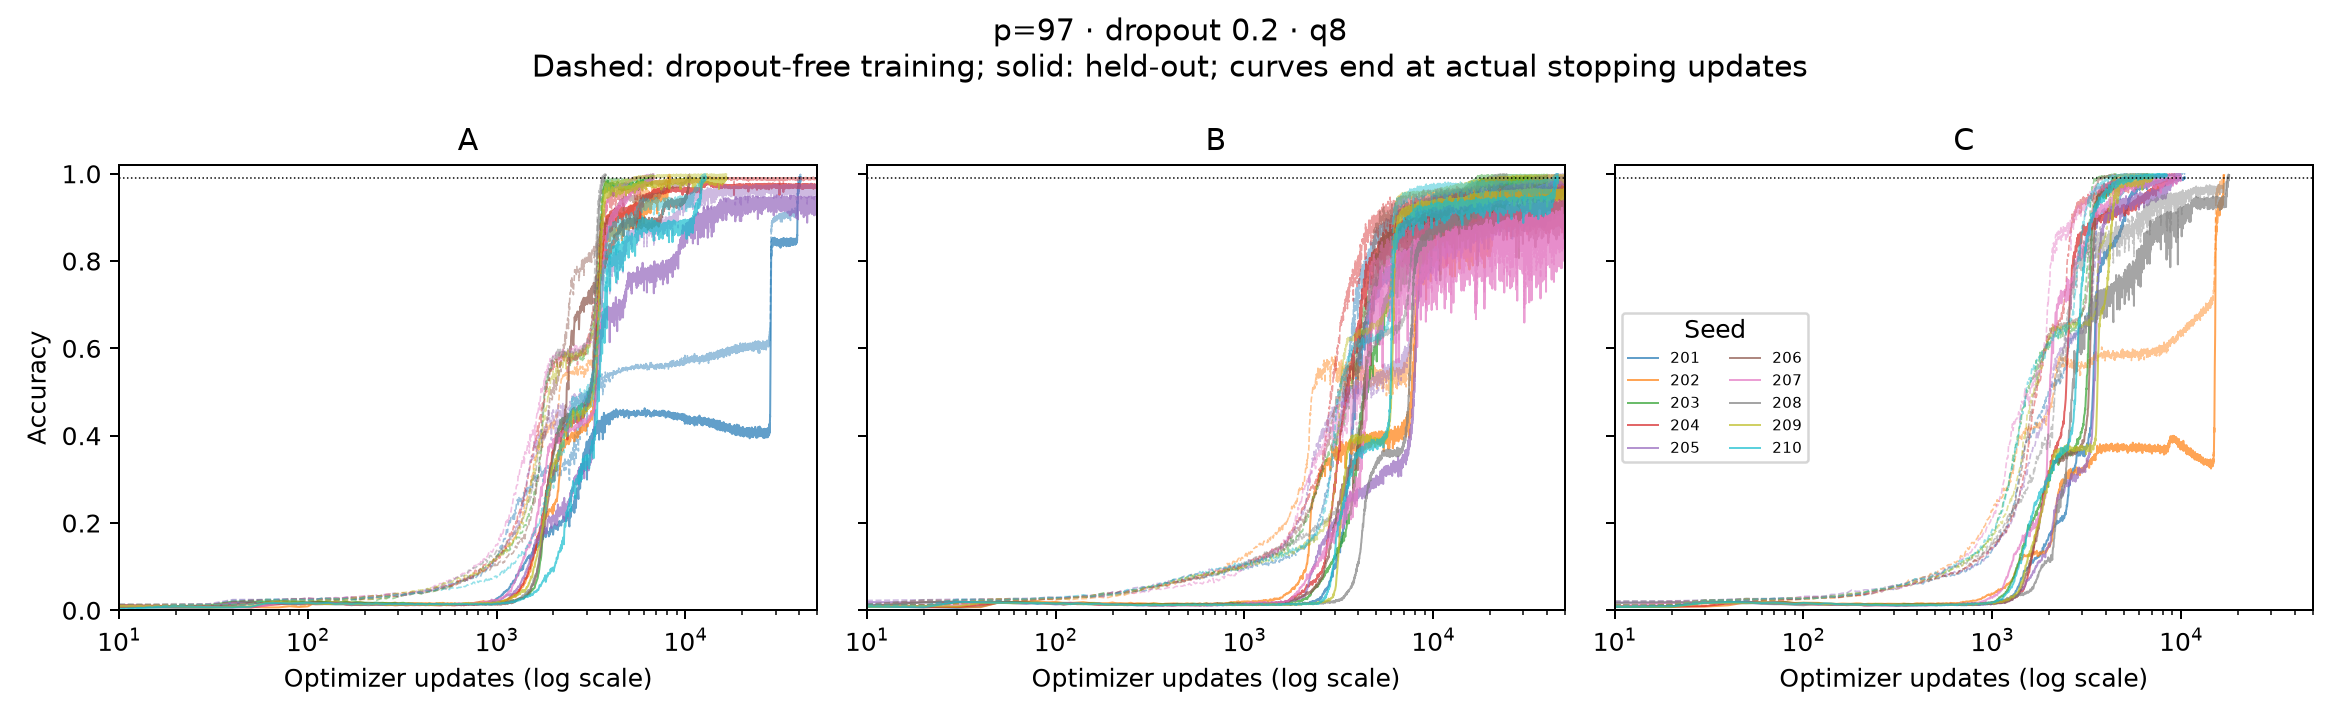 p=97 · dropout 0.2 · q8
Dashed: dropout-free training; solid: held-out; curves end at actual stopping updates
A
B
C
Accuracy
1.0
0.8
0.6
0.4
0.2
0.0
10¹ 10² 10³ 10⁴
10¹ 10² 10³ 10⁴
10¹ 10² 10³ 10⁴
Optimizer updates (log scale)
Optimizer updates (log scale)
Optimizer updates (log scale)
Seed
201 206
202 207
203 208
204 209
205 210